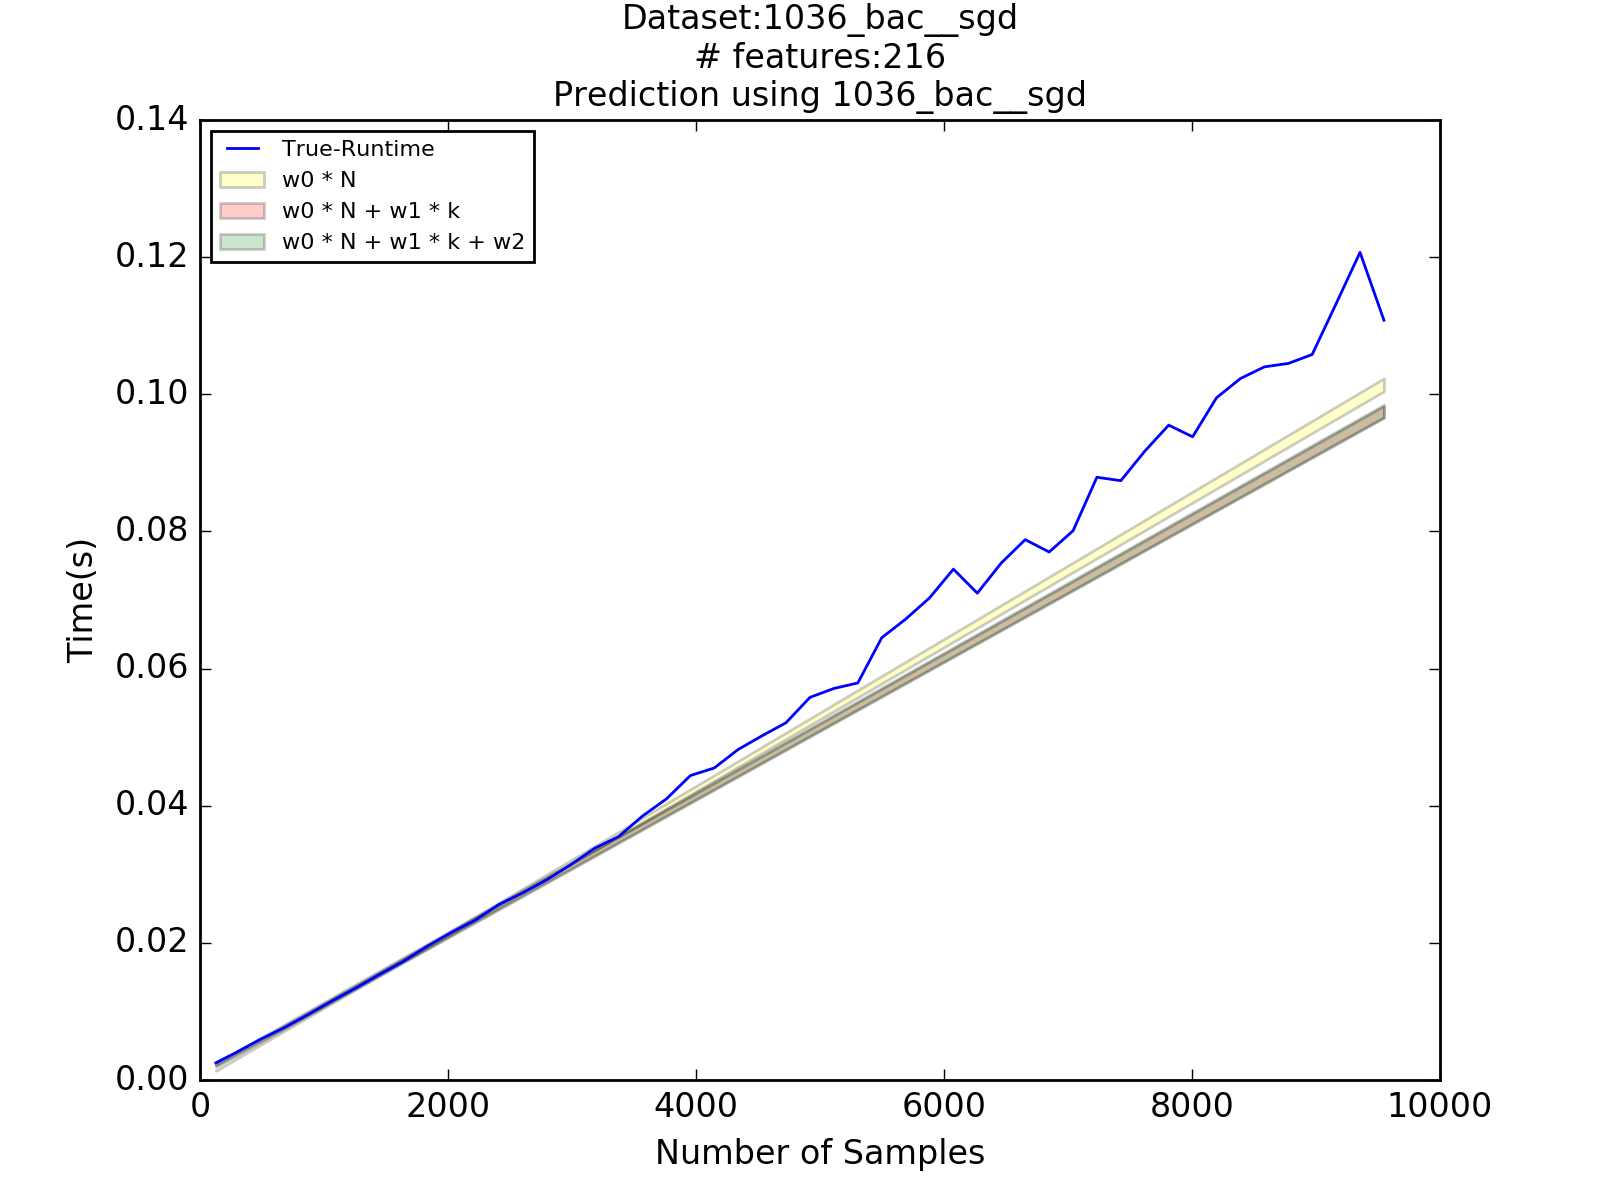 Dataset:1036_bac__sgd
# features:216
Prediction using 1036_bac__sgd
0.14
0.12
0.10
0.08
0.06
0.04
0.02
0.00
Time(s)
True-Runtime
w0 * N
w0 * N + w1 * k
w0 * N + w1 * k + w2
0 2000 4000 6000 8000 10000
Number of Samples